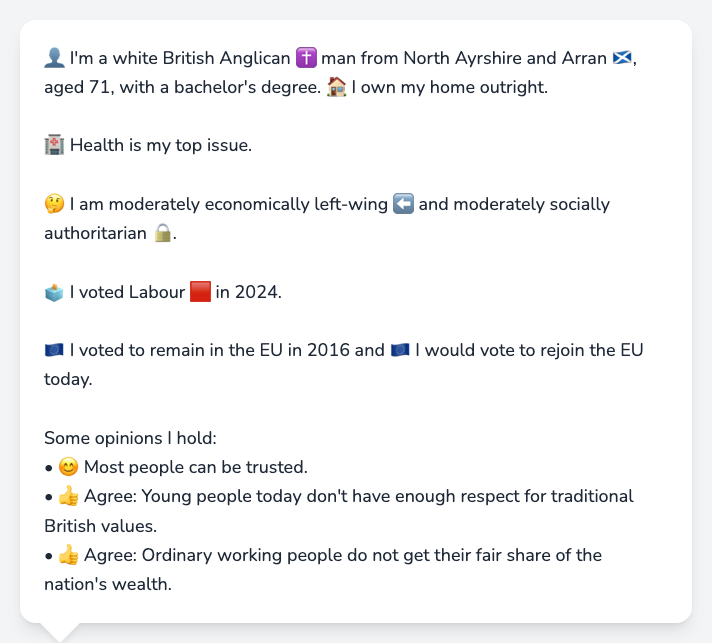 👤 I'm a white British Anglican ✝️ man from North Ayrshire and Arran 🏴󠁧󠁢󠁳󠁣󠁴󠁿,
aged 71, with a bachelor's degree. 🏠 I own my home outright.
🏥 Health is my top issue.
🤔 I am moderately economically left-wing ⬅️ and moderately socially
authoritarian 🔒.
🗳️ I voted Labour 🟥 in 2024.
🇪🇺 I voted to remain in the EU in 2016 and 🇪🇺 I would vote to rejoin the EU
today.
Some opinions I hold:
• 😊 Most people can be trusted.
• 👍 Agree: Young people today don't have enough respect for traditional
British values.
• 👍 Agree: Ordinary working people do not get their fair share of the
nation's wealth.